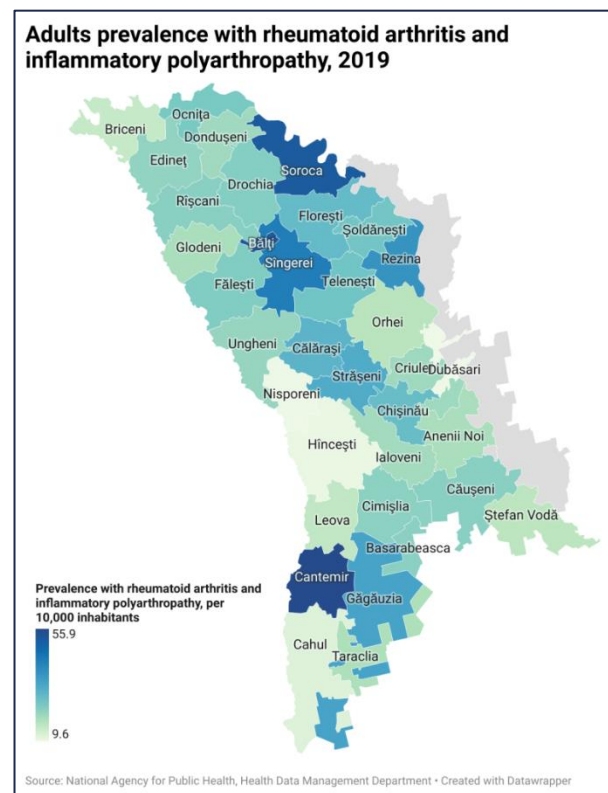 Adults prevalence with rheumatoid arthritis and
inflammatory polyarthropathy, 2019
Ocnița
Briceni
Dondușeni
Edineț
Soroca
Drochia
Rîșcani
Florești
Șoldănești
Bălți
Glodeni
Sîngerei
Rezina
Telenești
Fălești
Orhei
Ungheni
Călărași
Criule
Dubăsari
Strășeni
Nisporeni
Chișinău
Anenii Noi
Hîncești
Ialoveni
Căușeni
Cimișlia
Ștefan Vodă
Leova
Basarabeasca
Cantemir
Găgăuzia
Prevalence with rheumatoid arthritis and
inflammatory polyarthropathy, per
10,000 inhabitants
55.9
9.6
Cahul
Taraclia
Source: National Agency for Public Health, Health Data Management Department • Created with Datawrapper